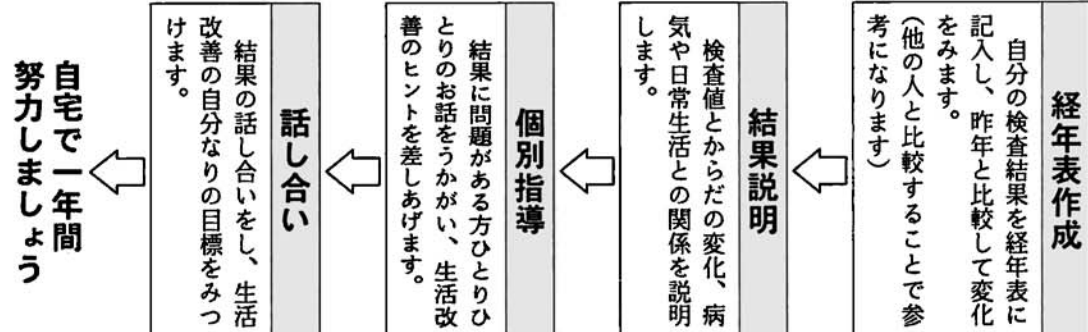 経年表作成
自分の検査結果を経年表に
記入し、昨年と比較して変化
をみます。
(他の人と比較することで参
考になります)
結果説明
検査値とからだの変化、病
気や日常生活との関係を説明
します。
個別指導
結果に問題がある方ひとりひ
とりのお話をうかがい、生活改
善のヒントを差しあげます。
話し合い
結果の話し合いをし、生活
改善の自分なりの目標をみつ
けます。
自宅で一年間
努力しましょう